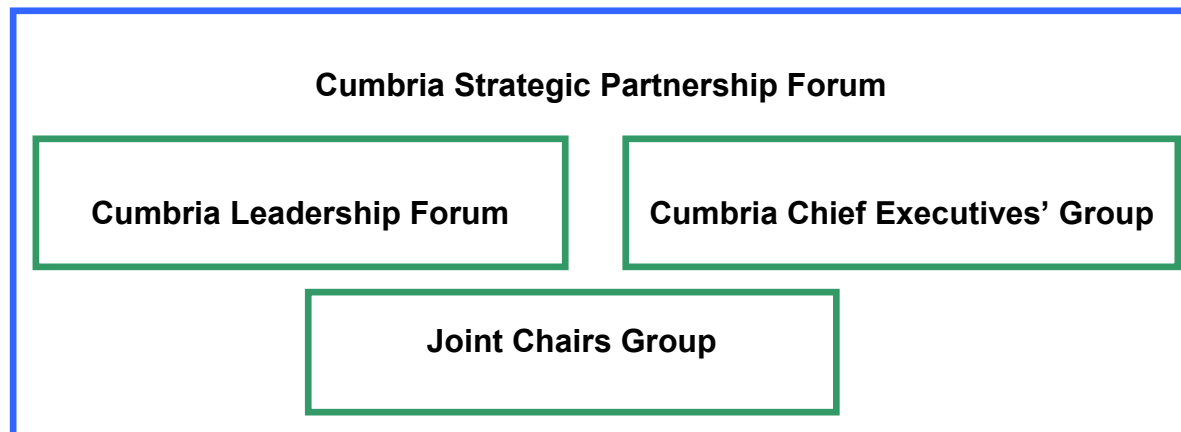 Cumbria Strategic Partnership Forum
Cumbria Leadership Forum
Cumbria Chief Executives’ Group
Joint Chairs Group